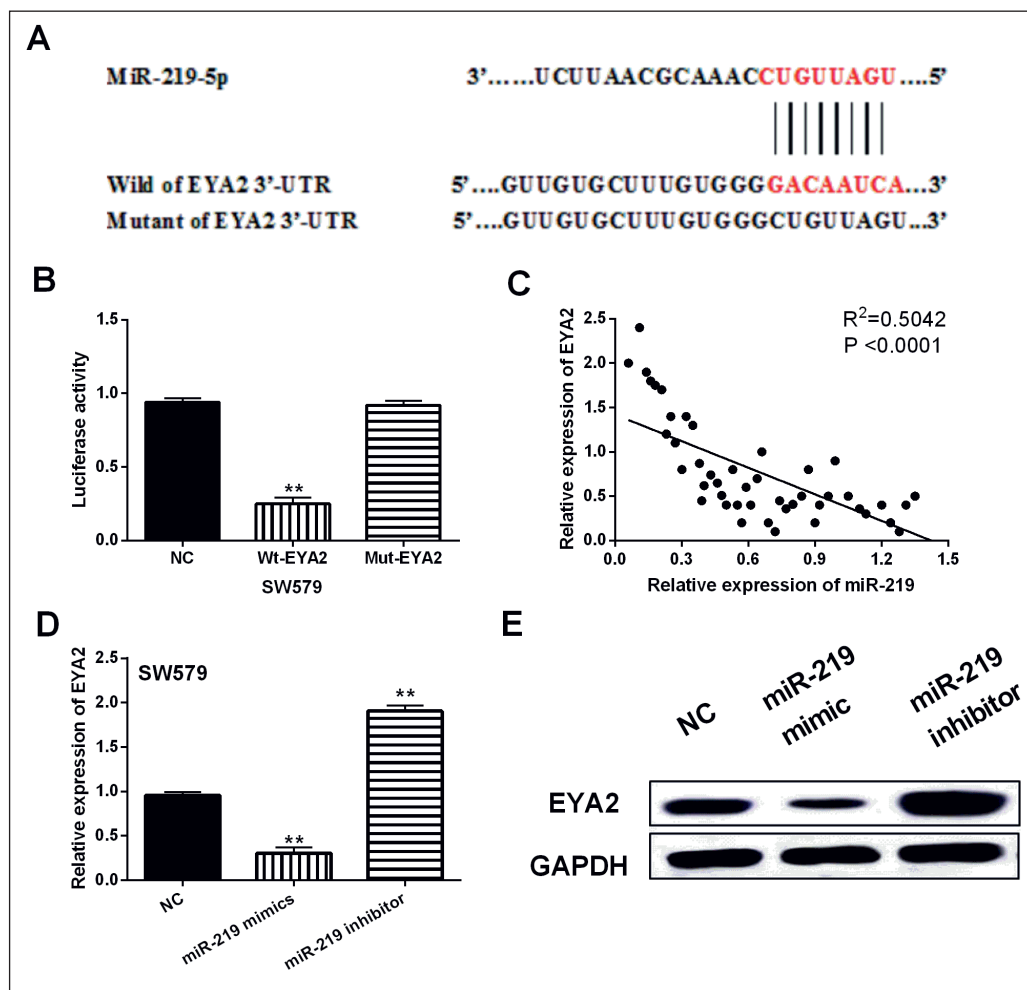 A
MiR-219-5p 3’......UCUUAACGCAAACCUGUUAGU....5’
Wild of EYA2 3’-UTR 5’....GUUGUGCUUUGUGGGGACAAUCA...3’
Mutant of EYA2 3’-UTR 5’....GUUGUGCUUUGUGGGCUGUUAGU...3’
B
Luciferase activity
1.5
1.0
0.5
0.0
**
NC Wt-EYA2 Mut-EYA2
SW579
C
Relative expression of EYA2
2.5
2.0
1.5
1.0
0.5
0.0
R²=0.5042
P <0.0001
0.0 0.3 0.6 0.9 1.2 1.5
Relative expression of miR-219
D
Relative expression of EYA2
SW579
2.5
2.0
1.5
1.0
0.5
0.0
**
**
NC miR-219 mimics miR-219 inhibitor
E
NC
miR-219
mimic
miR-219
inhibitor
EYA2
GAPDH